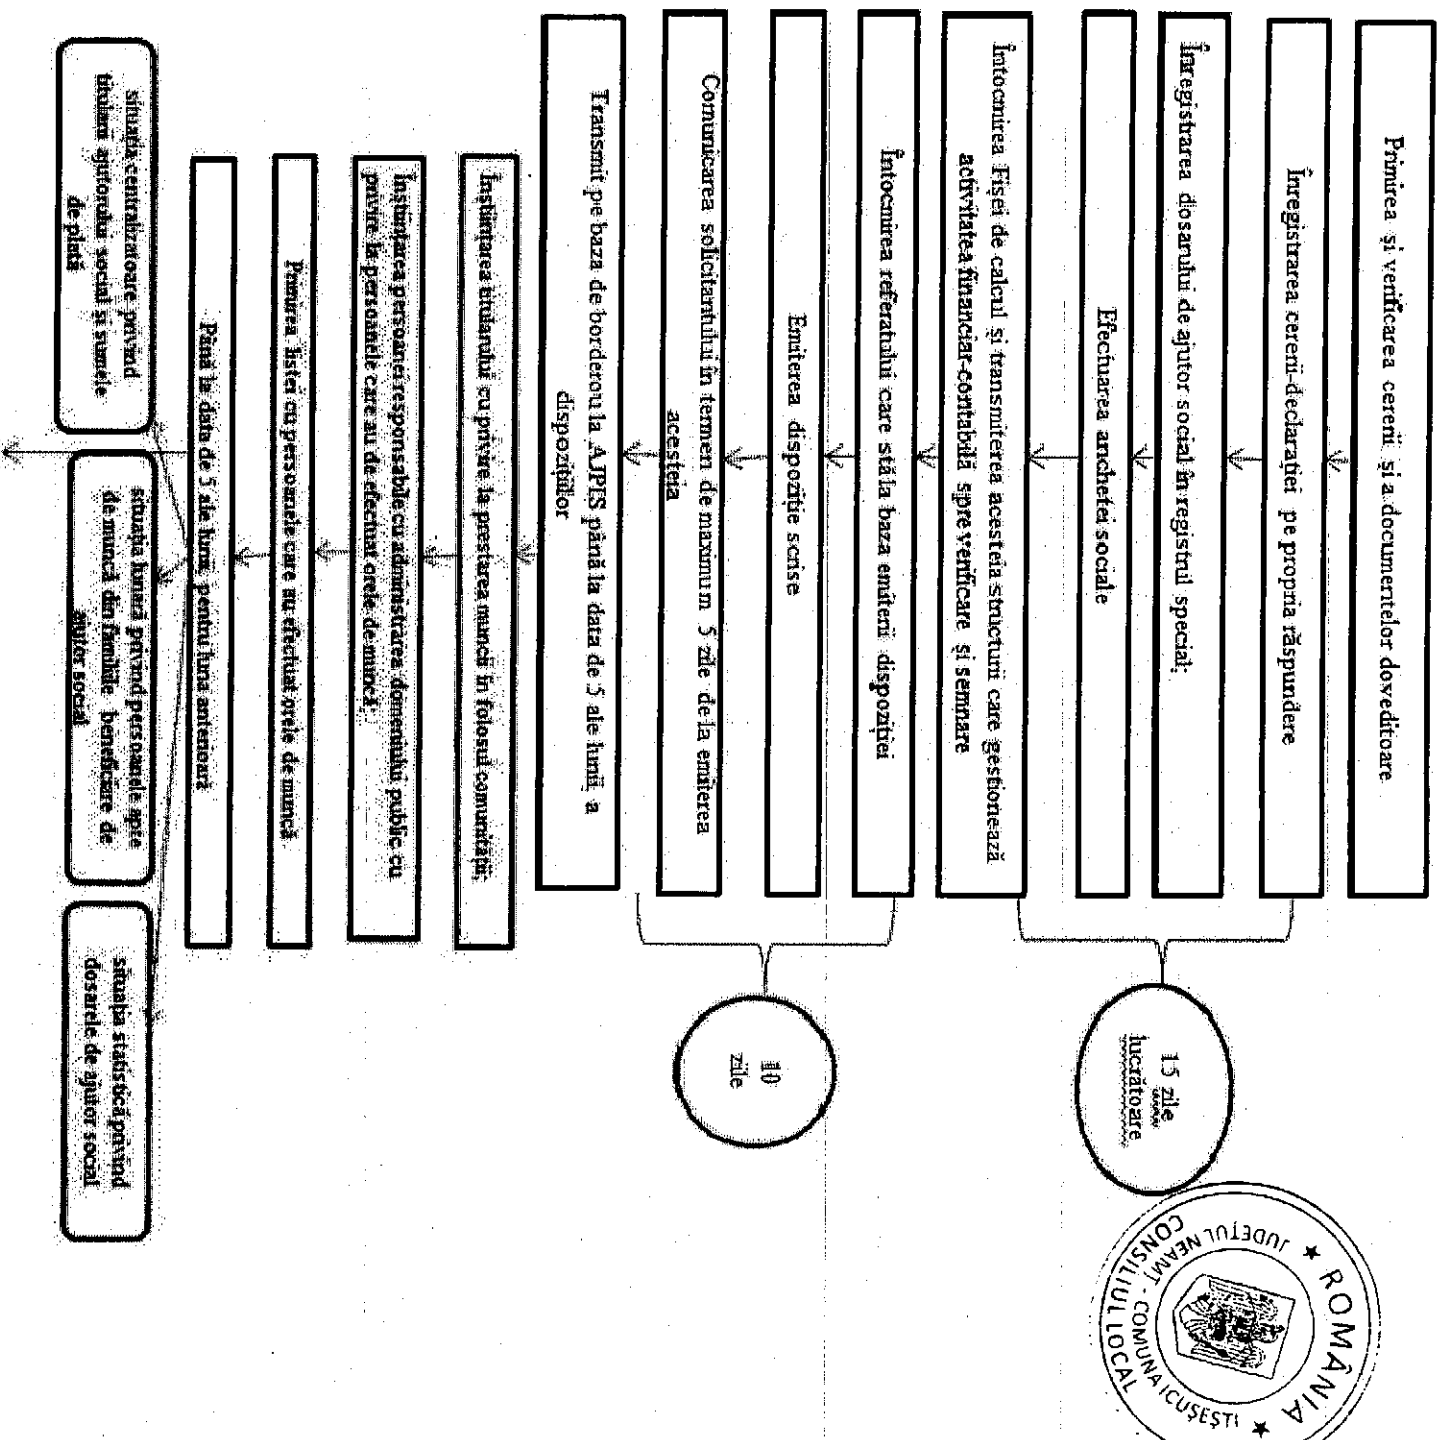 Primirea și verificarea cererii și a documentelor doveditoare
Înregistrarea cererii-declarației pe propria răspundere
Înregistrarea dosarului de ajutor social în registrul special;
Efectuarea anchetei sociale
Întocmirea Fișei de calcul și transmiterea acesteia structurii care gestionează
activitatea financiar-contabilă spre verificare și semnare
15 zile
lucrătoare
Întocmirea referatului care stă la baza emiterii dispoziției
Emiterea dispoziție scrise
Comunicarea solicitantului în termen de maximum 5 zile de la emiterea
acesteia
Transmit pe baza de borderou la AJPIS până la data de 5 ale lunii, a
dispozițiilor
10
zile
Înștiințarea titularului cu privire la prestarea muncii în folosul comunității;
Înștiințarea persoanei responsabile cu administrarea domeniului public cu
privire la persoanele care au de efectuat orele de muncă;
Primirea listei cu persoanele care au efectuat orele de muncă
Până la data de 5 ale lunii, pentru luna anterioară
situația centralizatoare privind
titularii ajutorului social și sumele
de plată
situația lunară privind persoanele apte
de muncă din familiile beneficiare de
ajutor social
situația statistică privind
dosarele de ajutor social
★ ROMÂNIA ★
JUDEȚUL NEAMȚ - COMUNA ICUȘEȘTI
CONSILIUL LOCAL